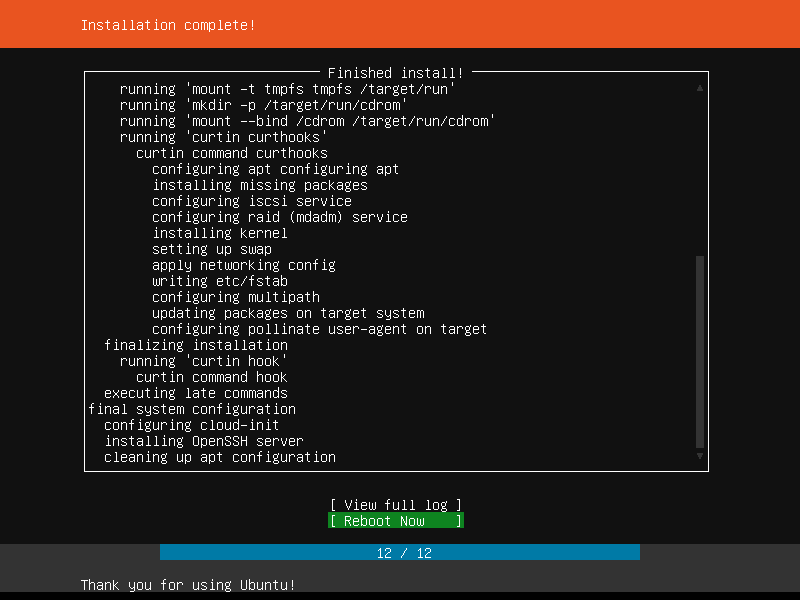 Installation complete!
Finished install!
running 'mount -t tmpfs tmpfs /target/run'
running 'mkdir -p /target/run/cdrom'
running 'mount --bind /cdrom /target/run/cdrom'
running 'curtin curthooks'
curtin command curthooks
configuring apt configuring apt
installing missing packages
configuring iscsi service
configuring raid (mdadm) service
installing kernel
setting up swap
apply networking config
writing etc/fstab
configuring multipath
updating packages on target system
configuring pollinate user-agent on target
finalizing installation
running 'curtin hook'
curtin command hook
executing late commands
final system configuration
configuring cloud-init
installing OpenSSH server
cleaning up apt configuration
[ View full log ]
[ Reboot Now ]
12 / 12
Thank you for using Ubuntu!